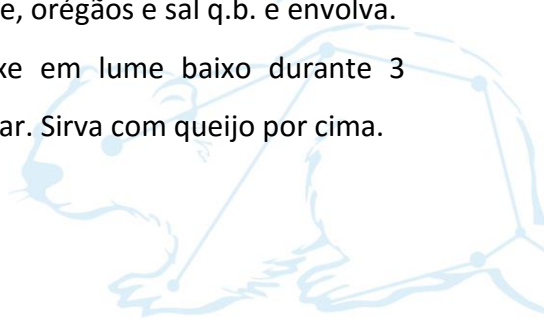 e, orégãos e sal q.b. e envolva.
xe em lume baixo durante 3
ar. Sirva com queijo por cima.